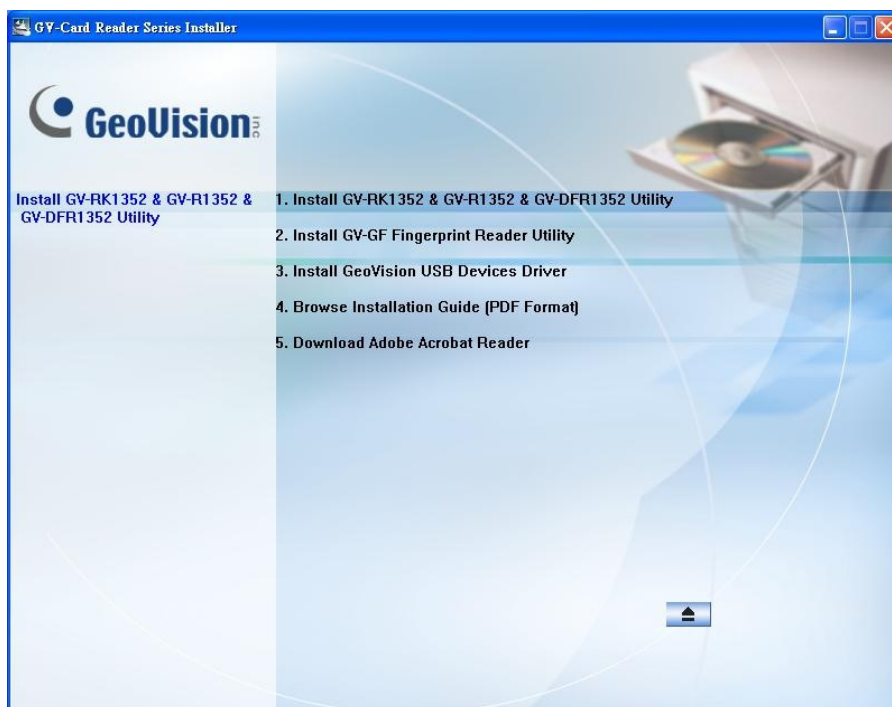 GV-Card Reader Series Installer
GeoVision inc
Install GV-RK1352 & GV-R1352 &
GV-DFR1352 Utility
1. Install GV-RK1352 & GV-R1352 & GV-DFR1352 Utility
2. Install GV-GF Fingerprint Reader Utility
3. Install GeoVision USB Devices Driver
4. Browse Installation Guide (PDF Format)
5. Download Adobe Acrobat Reader